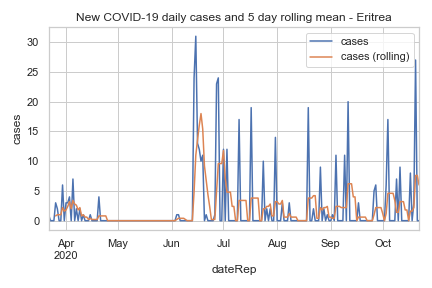 New COVID-19 daily cases and 5 day rolling mean - Eritrea
cases
cases (rolling)
30
25
20
15
10
5
0
cases
Apr May Jun Jul Aug Sep Oct
2020
dateRep